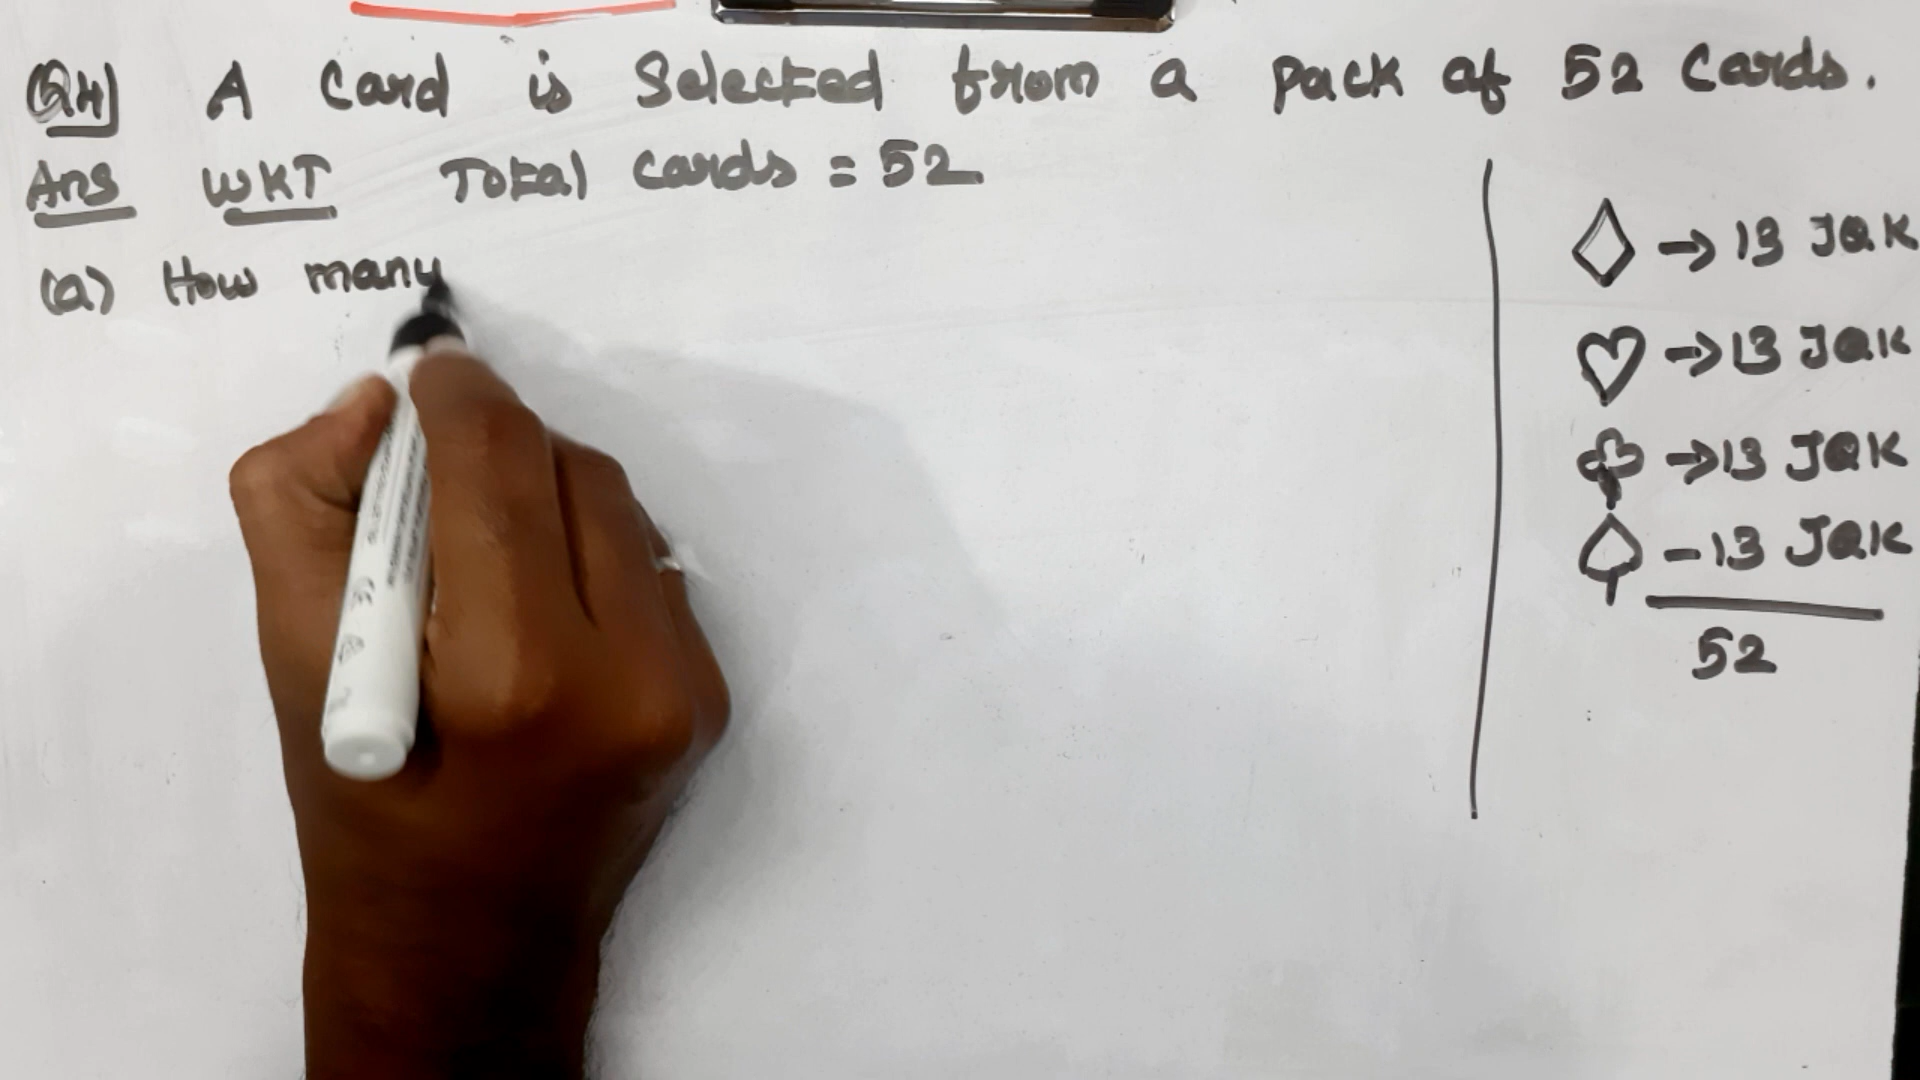 Q4) A Card is Selected from a pack of 52 Cards.
Ans WKT Total cards = 52
(a) How many
→ 13 JQK
→ 13 JQK
→ 13 JQK
- 13 JQK
52